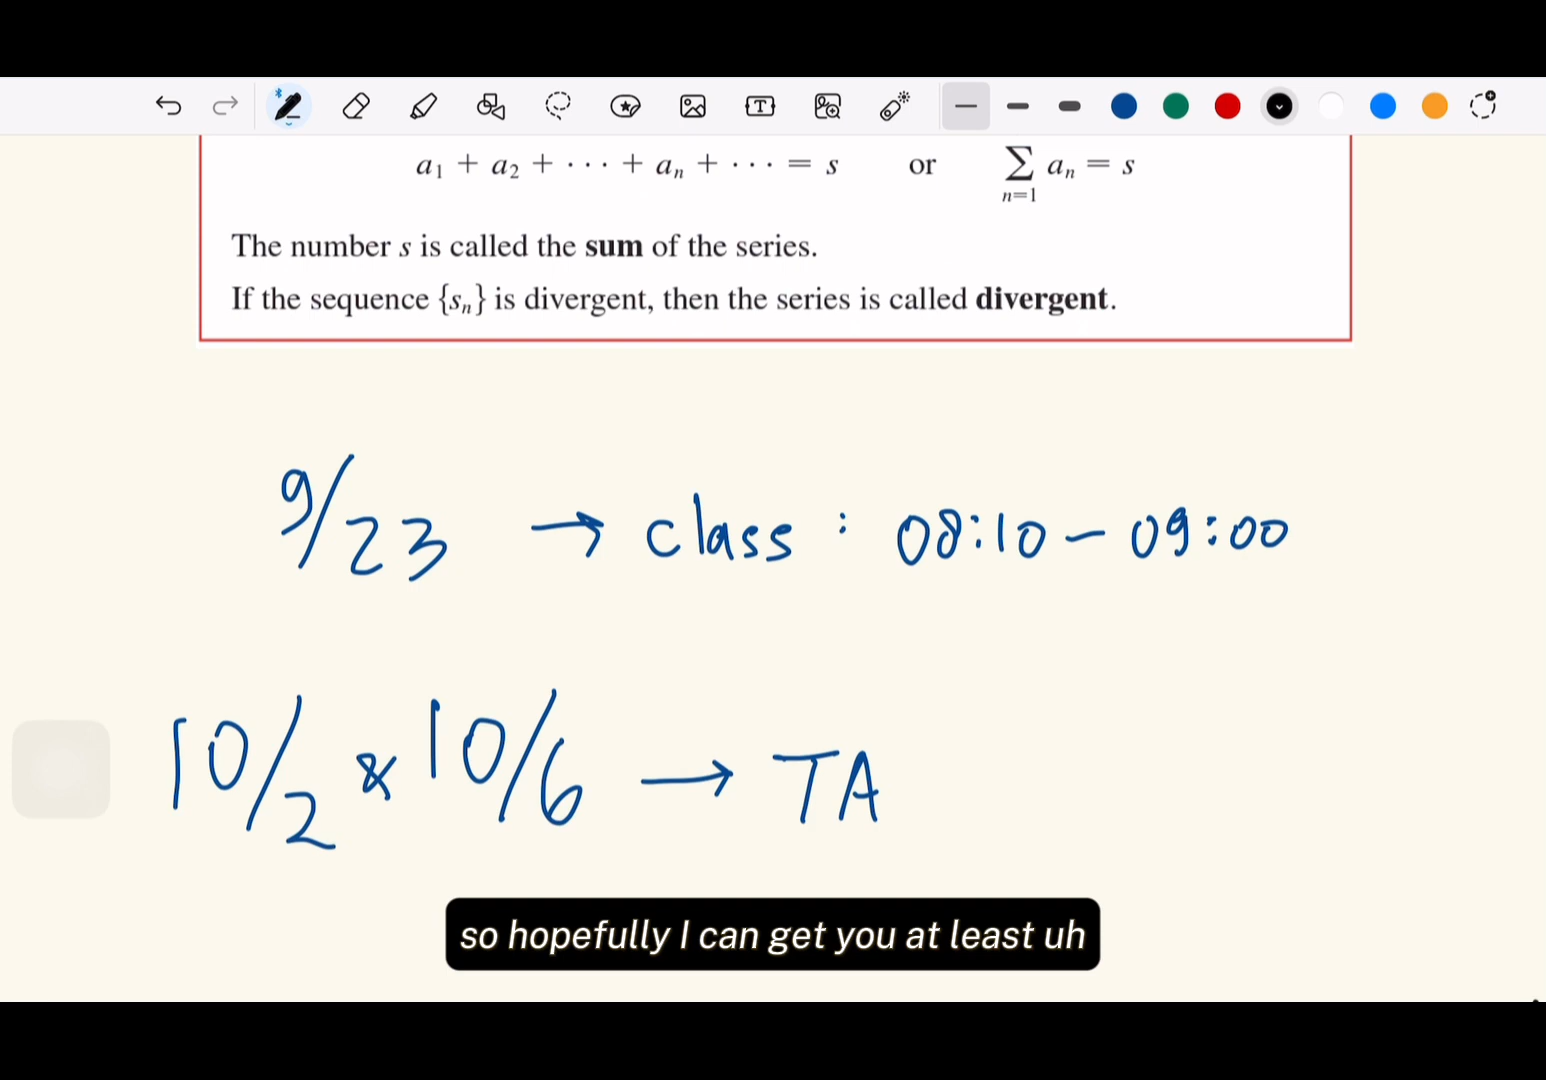 a₁ + a₂ + · · · + aₙ + · · · = s or ∑ aₙ = s
n=1
The number s is called the sum of the series.
If the sequence {sₙ} is divergent, then the series is called divergent.
9/23 → class : 08:10 – 09:00
10/2 & 10/6 → TA
so hopefully I can get you at least uh